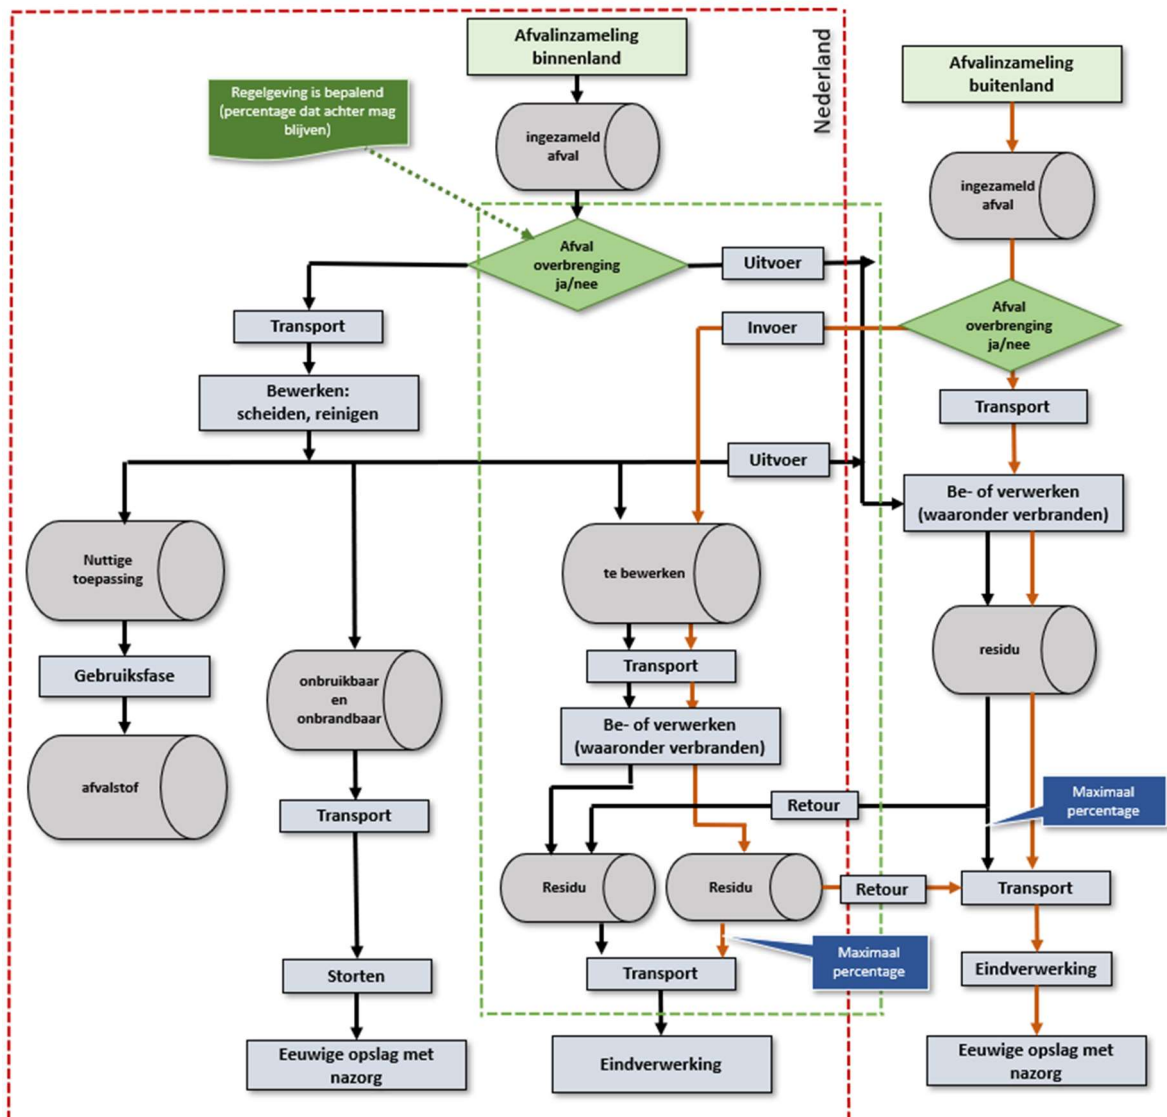 Afvalinzameling
binnenland
Nederland
Afvalinzameling
buitenland
Regelgeving is bepalend
(percentage dat achter mag
blijven)
ingezameld
afval
ingezameld
afval
Afval
overbrenging
ja/nee
Uitvoer
Transport
Invoer
Afval
overbrenging
ja/nee
Bewerken:
scheiden, reinigen
Transport
Uitvoer
Be- of verwerken
(waaronder verbranden)
Nuttige
toepassing
te bewerken
Gebruiksfase
onbruikbaar
en
onbrandbaar
Transport
residu
Be- of verwerken
(waaronder verbranden)
afvalstof
Transport
Retour
Maximaal
percentage
Residu
Residu
Retour
Transport
Maximaal
percentage
Storten
Transport
Eindverwerking
Eeuwige opslag met
nazorg
Eindverwerking
Eeuwige opslag met
nazorg